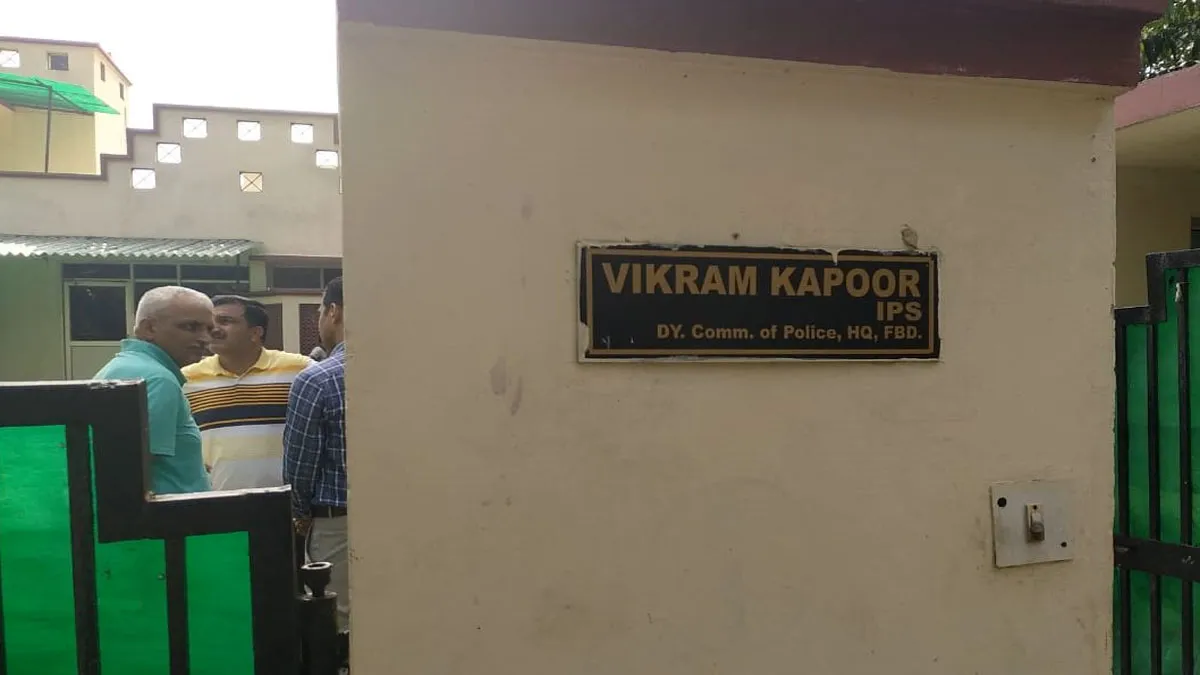 VIKRAM KAPOOR
IPS
DY. Comm. of Police, HQ, FBD.